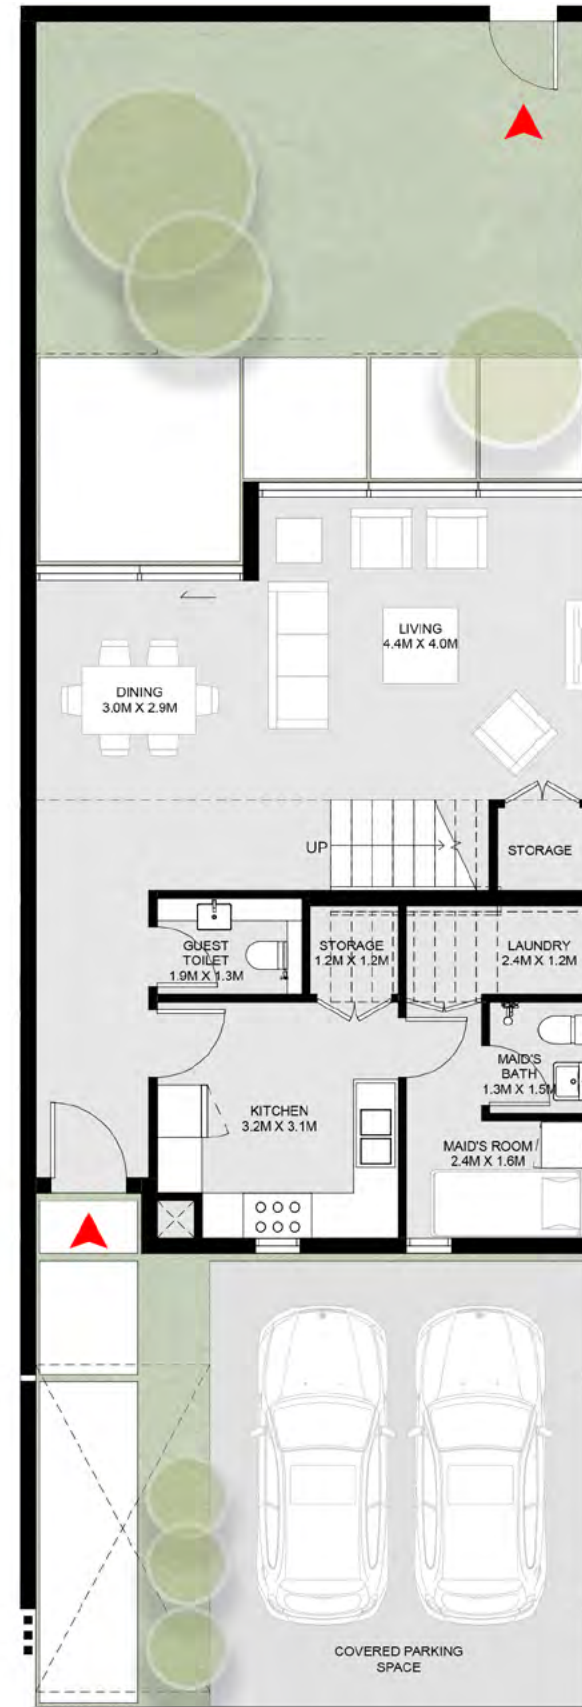 LIVING
4.4M X 4.0M
DINING
3.0M X 2.9M
UP
STORAGE
GUEST
TOILET
1.9M X 1.3M
STORAGE
1.2M X 1.2M
LAUNDRY
2.4M X 1.2M
MAID'S
BATH
1.3M X 1.5M
KITCHEN
3.2M X 3.1M
MAID'S ROOM
2.4M X 1.6M
COVERED PARKING
SPACE